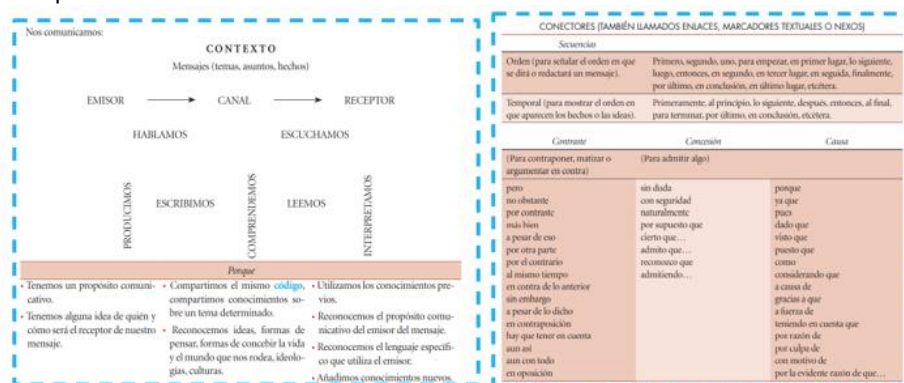 Nos comunicamos:
CONTEXTO
Mensajes (temas, asuntos, hechos)
EMISOR CANAL RECEPTOR
HABLAMOS ESCUCHAMOS
PRODUCIMOS
ESCRIBIMOS
COMPRENDEMOS
LEEMOS
INTERPRETAMOS
Porque
• Tenemos un propósito comuni-
cativo.
• Tenemos alguna idea de quién y
cómo será el receptor de nuestro
mensaje.
• Compartimos el mismo código,
compartimos conocimientos so-
bre un tema determinado.
• Reconocemos ideas, formas de
pensar, formas de concebir la vida
y el mundo que nos rodea, ideolo-
gías, culturas.
• Utilizamos los conocimientos pre-
vios.
• Reconocemos el propósito comu-
nicativo del emisor del mensaje.
• Reconocemos el lenguaje específi-
co que utiliza el emisor.
• Añadimos conocimientos nuevos.
CONECTORES (TAMBIÉN LLAMADOS ENLACES, MARCADORES TEXTUALES O NEXOS)
Secuencias
Orden (para señalar el orden en que
se dirá o redactará un mensaje).
Primero, segundo, uno, para empezar, en primer lugar, lo siguiente,
luego, entonces, en segundo, en tercer lugar, en seguida, finalmente,
por último, en conclusión, en último lugar, etcétera.
Temporal (para mostrar el orden en
que aparecen los hechos o las ideas).
Primeramente, al principio, lo siguiente, después, entonces, al final,
para terminar, por último, en conclusión, etcétera.
Contraste Concesión Causa
(Para contraponer, matizar o
argumentar en contra)
(Para admitir algo)
pero
no obstante
por contraste
más bien
a pesar de eso
por otra parte
por el contrario
al mismo tiempo
en contra de lo anterior
sin embargo
a pesar de lo dicho
en contraposición
hay que tener en cuenta
aun así
aun con todo
en oposición
sin duda
con seguridad
naturalmente
por supuesto que
cierto que…
admito que…
reconozco que
admitiendo…
porque
ya que
pues
dado que
visto que
puesto que
como
considerando que
a causa de
gracias a que
a fuerza de
teniendo en cuenta que
por razón de
por culpa de
con motivo de
por la evidente razón de que…